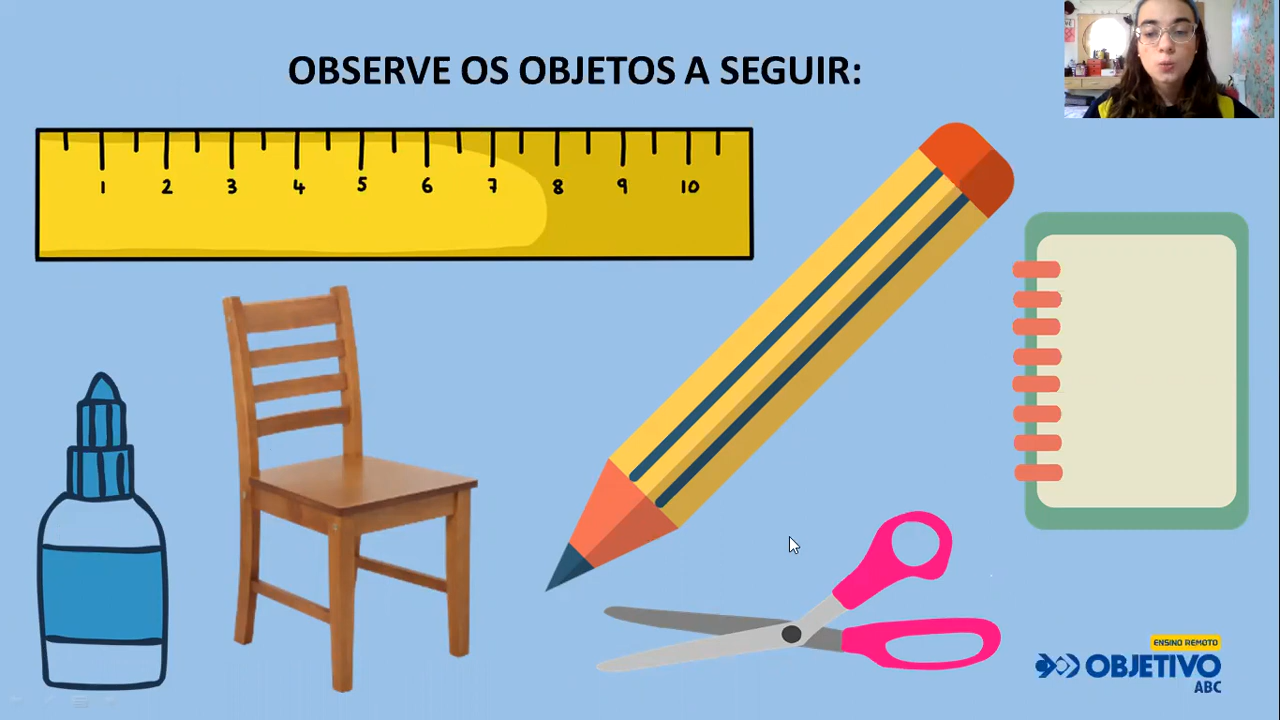 OBSERVE OS OBJETOS A SEGUIR:
1 2 3 4 5 6 7 8 9 10
ENSINO REMOTO
OBJETIVO
ABC